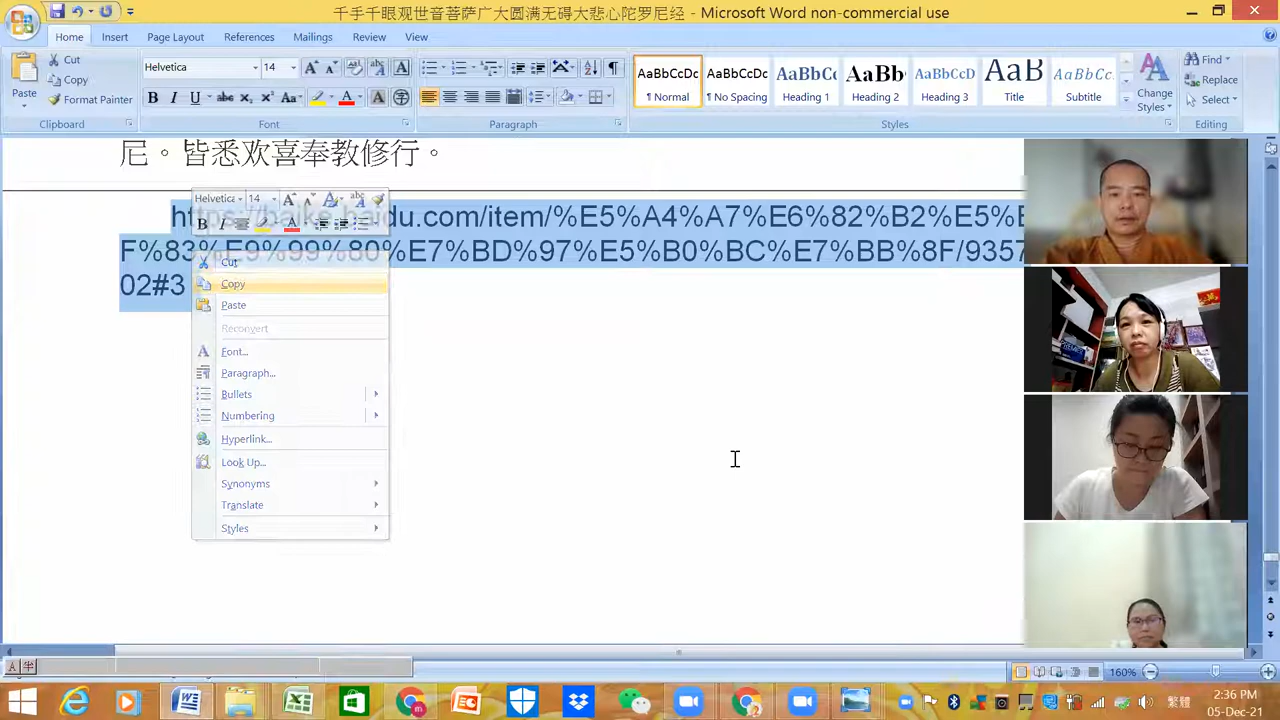 千手千眼观世音菩萨广大圆满无碍大悲心陀罗尼经 - Microsoft Word non-commercial use
Home Insert Page Layout References Mailings Review View
Cut
Copy
Format Painter
Paste
Clipboard
Helvetica 14
Font
Paragraph
AaBbCcDc AaBbCcDc AaBbCc AaBbC AaBbCcD AaB AaBbCc.
¶ Normal ¶ No Spacing Heading 1 Heading 2 Heading 3 Title Subtitle
Change Styles
Styles
Find
Replace
Select
Editing
尼。皆悉欢喜奉教修行。
Helvetica 14
https://baike.baidu.com/item/%E5%A4%A7%E6%82%B2%E5%B
F%83%E9%99%80%E7%BD%97%E5%B0%BC%E7%BB%8F/9357
02#3
Cut
Copy
Paste
Reconvert
Font...
Paragraph...
Bullets
Numbering
Hyperlink...
Look Up...
Synonyms
Translate
Styles
A 半
160%
繁體
2:36 PM
05-Dec-21